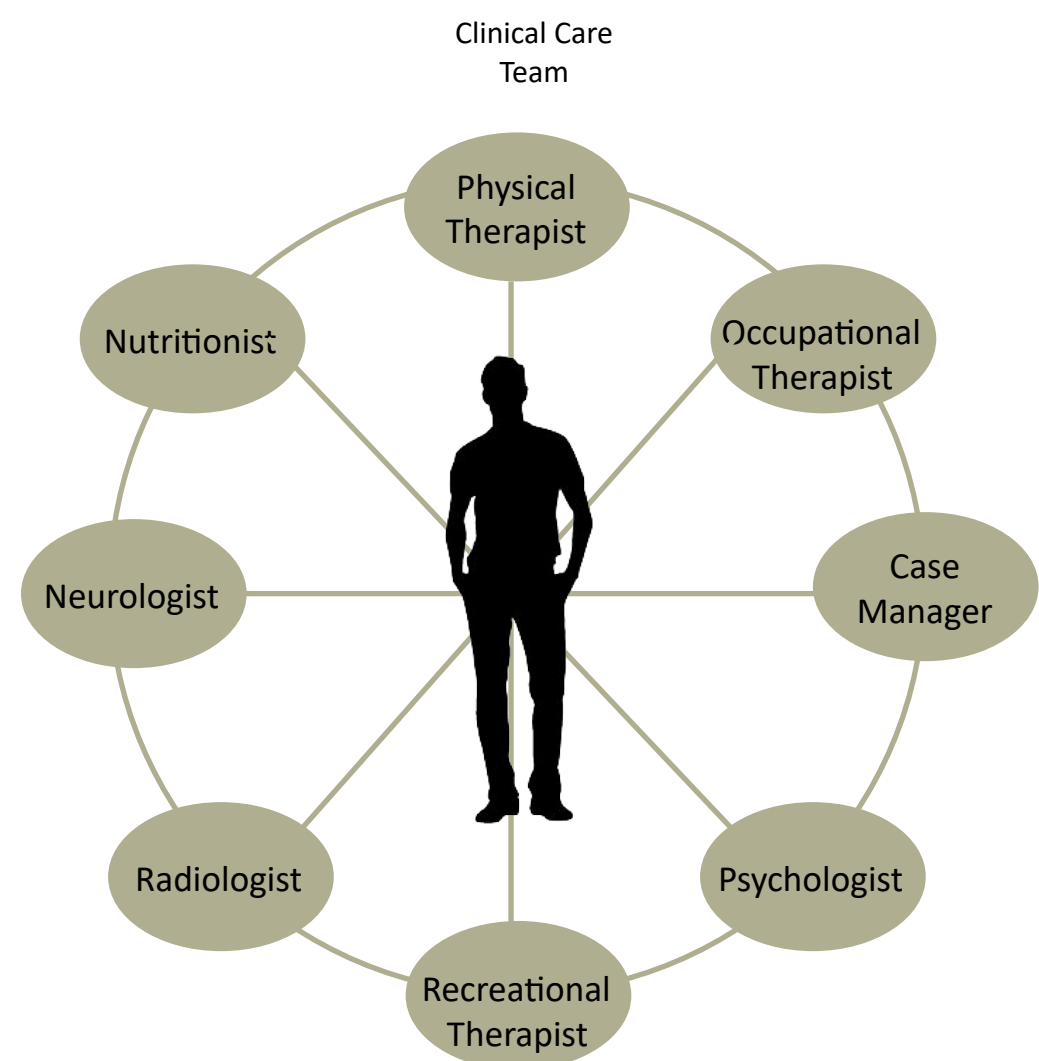 Clinical Care
Team
Physical
Therapist
Occupational
Therapist
Case
Manager
Psychologist
Recreational
Therapist
Radiologist
Neurologist
Nutritionist